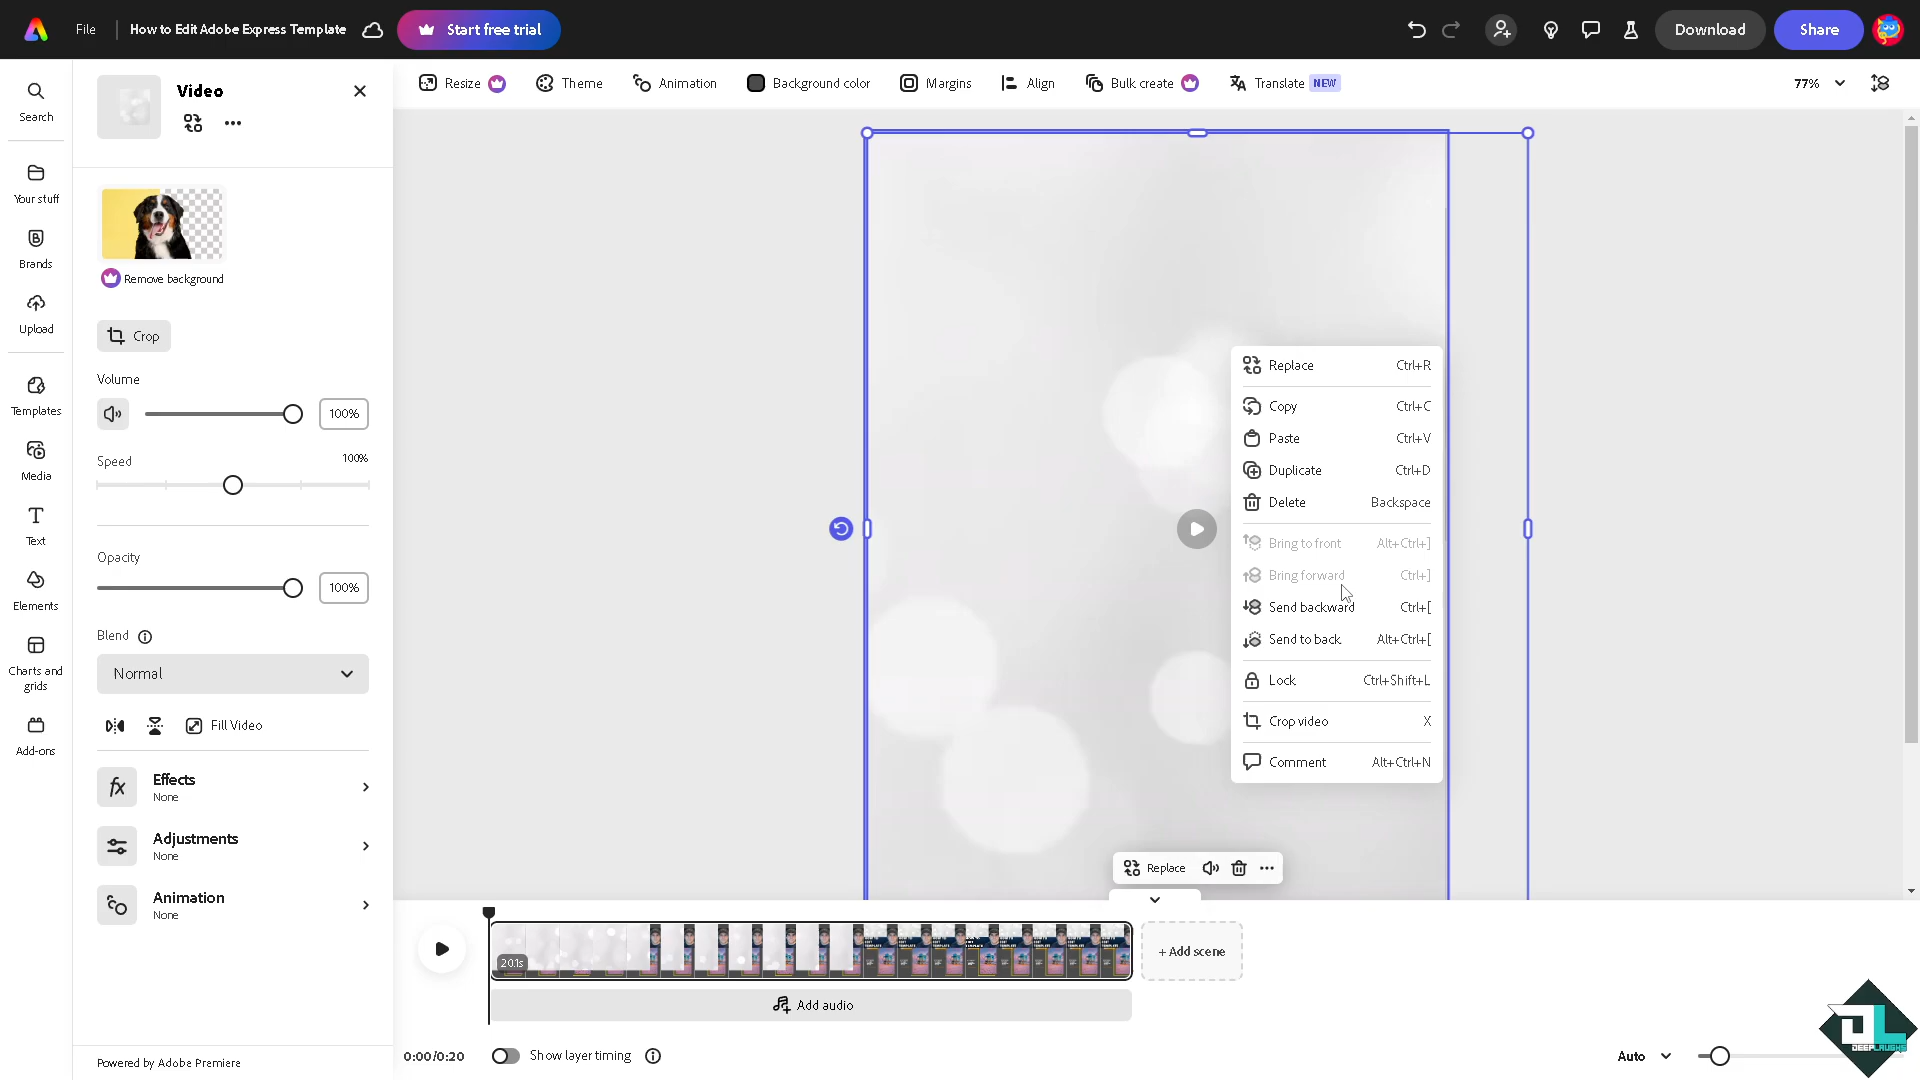 File
How to Edit Adobe Express Template
Start free trial
Download
Share
Search
Your stuff
Brands
Upload
Templates
Media
Text
Elements
Charts and
grids
Add-ons
Video
Remove background
Crop
Volume
100%
Speed
100%
Opacity
100%
Blend
Normal
Fill Video
Effects
None
Adjustments
None
Animation
None
Powered by Adobe Premiere
Resize
Theme
Animation
Background color
Margins
Align
Bulk create
Translate NEW
77%
Replace Ctrl+R
Copy Ctrl+C
Paste Ctrl+V
Duplicate Ctrl+D
Delete Backspace
Bring to front Alt+Ctrl+]
Bring forward Ctrl+]
Send backward Ctrl+[
Send to back Alt+Ctrl+[
Lock Ctrl+Shift+L
Crop video X
Comment Alt+Ctrl+N
Replace
20.1s
+ Add scene
Add audio
0:00/0:20
Show layer timing
Auto
DEEPLAUGHS